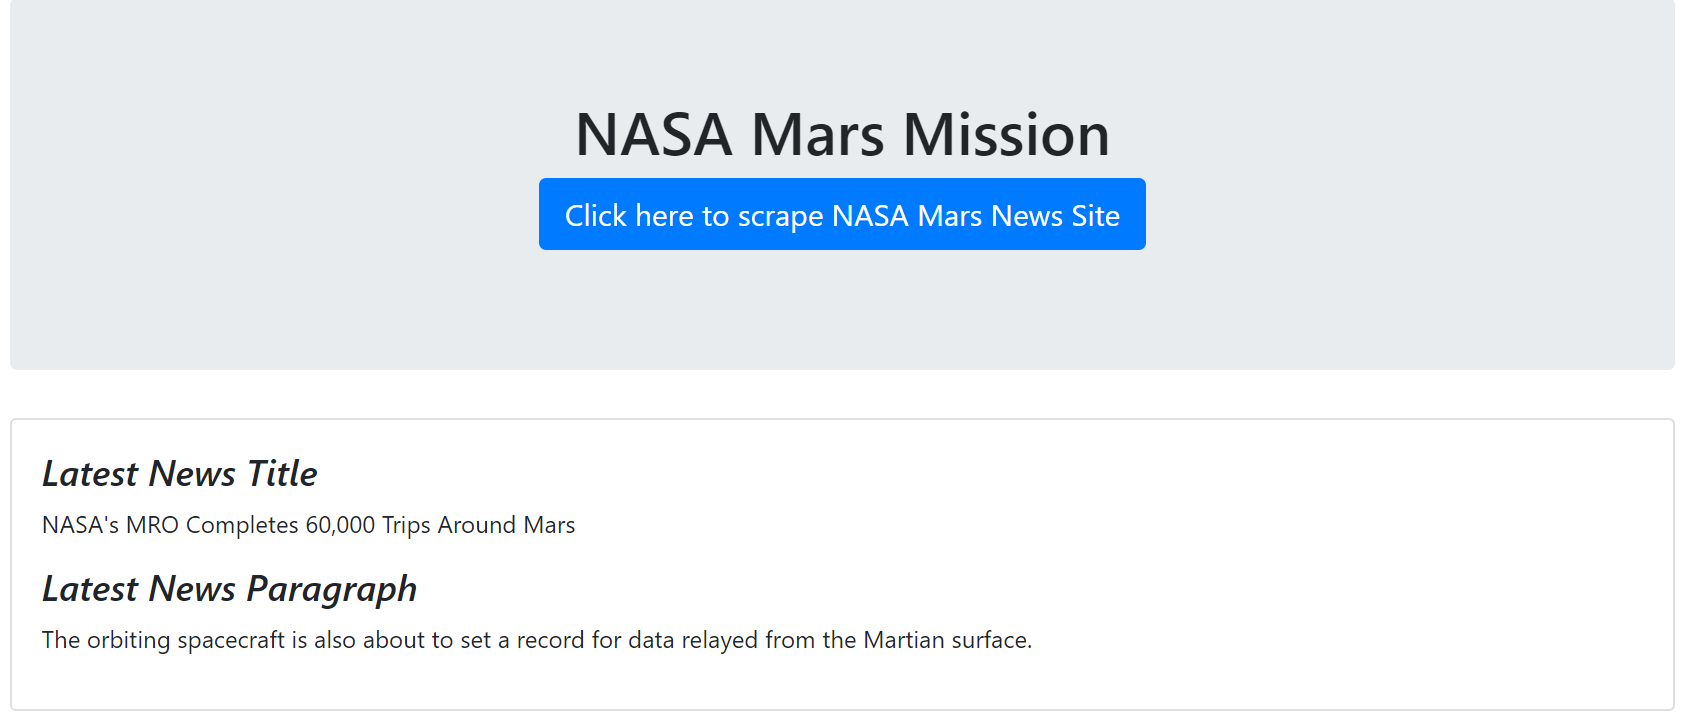 NASA Mars Mission
Click here to scrape NASA Mars News Site
Latest News Title
NASA's MRO Completes 60,000 Trips Around Mars
Latest News Paragraph
The orbiting spacecraft is also about to set a record for data relayed from the Martian surface.